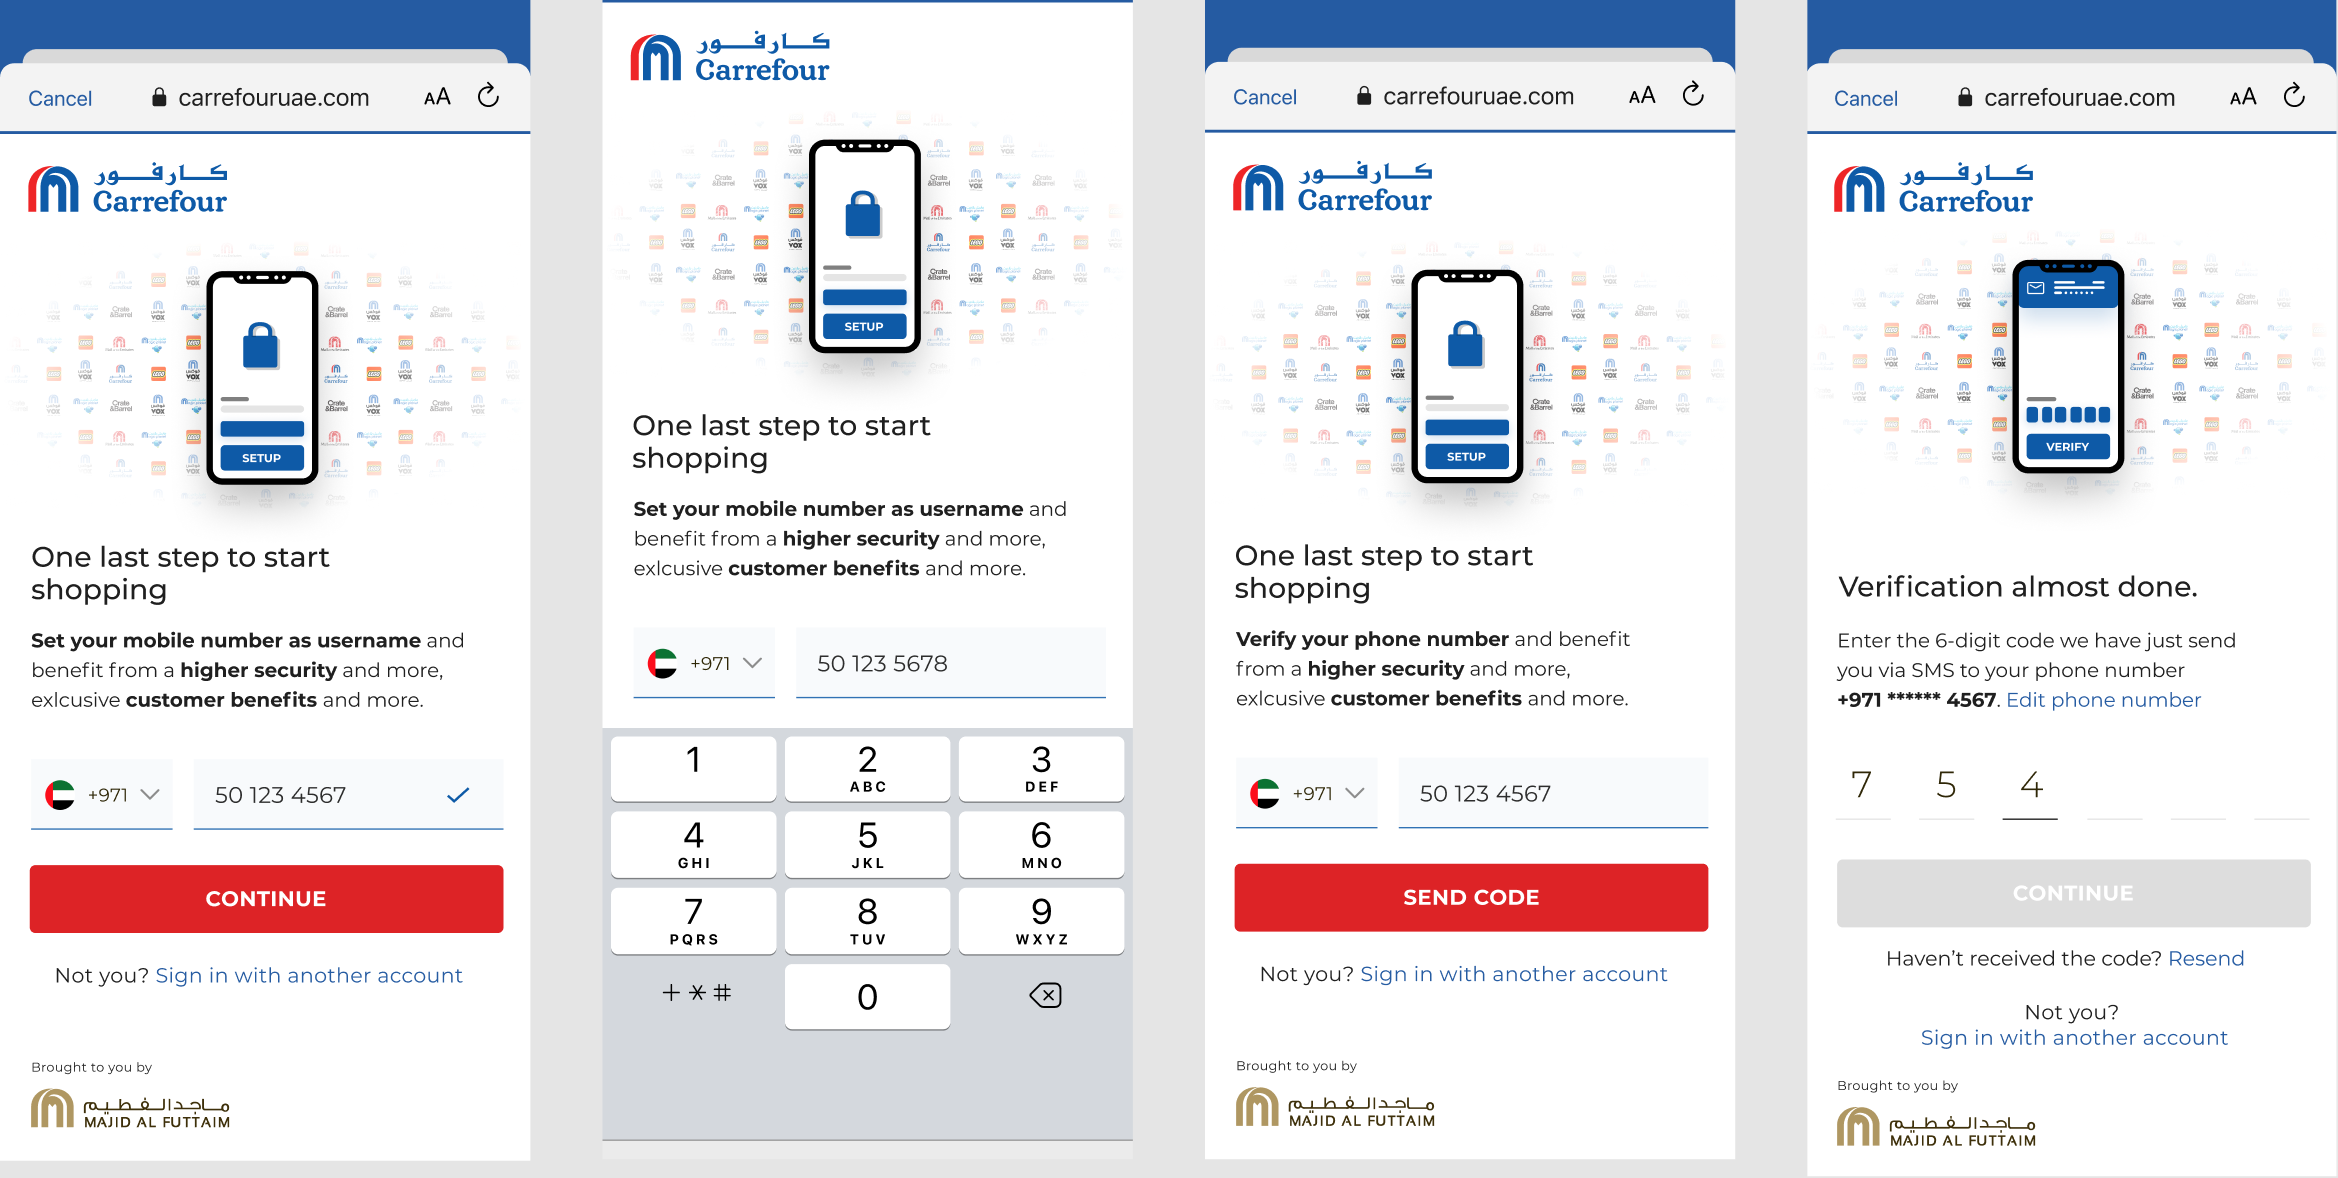 Cancel
carrefouruae.com
AA
كارفور
Carrefour
SETUP
One last step to start
shopping
Set your mobile number as username and
benefit from a higher security and more,
exlcusive customer benefits and more.
+971
50 123 4567
CONTINUE
Not you? Sign in with another account
Brought to you by
ماجد الفطيم
MAJID AL FUTTAIM
كارفور
Carrefour
Crate
&Barrel
VOX
LEGO
SETUP
One last step to start
shopping
Set your mobile number as username and
benefit from a higher security and more,
exlcusive customer benefits and more.
+971
50 123 5678
1
2
ABC
3
DEF
4
GHI
5
JKL
6
MNO
7
PQRS
8
TUV
9
WXYZ
+ * #
0
Cancel
carrefouruae.com
AA
كارفور
Carrefour
SETUP
One last step to start
shopping
Verify your phone number and benefit
from a higher security and more,
exlcusive customer benefits and more.
+971
50 123 4567
SEND CODE
Not you? Sign in with another account
Brought to you by
ماجد الفطيم
MAJID AL FUTTAIM
Cancel
carrefouruae.com
AA
كارفور
Carrefour
VERIFY
Verification almost done.
Enter the 6-digit code we have just send
you via SMS to your phone number
+971 ****** 4567. Edit phone number
7 5 4
CONTINUE
Haven’t received the code? Resend
Not you?
Sign in with another account
Brought to you by
ماجد الفطيم
MAJID AL FUTTAIM